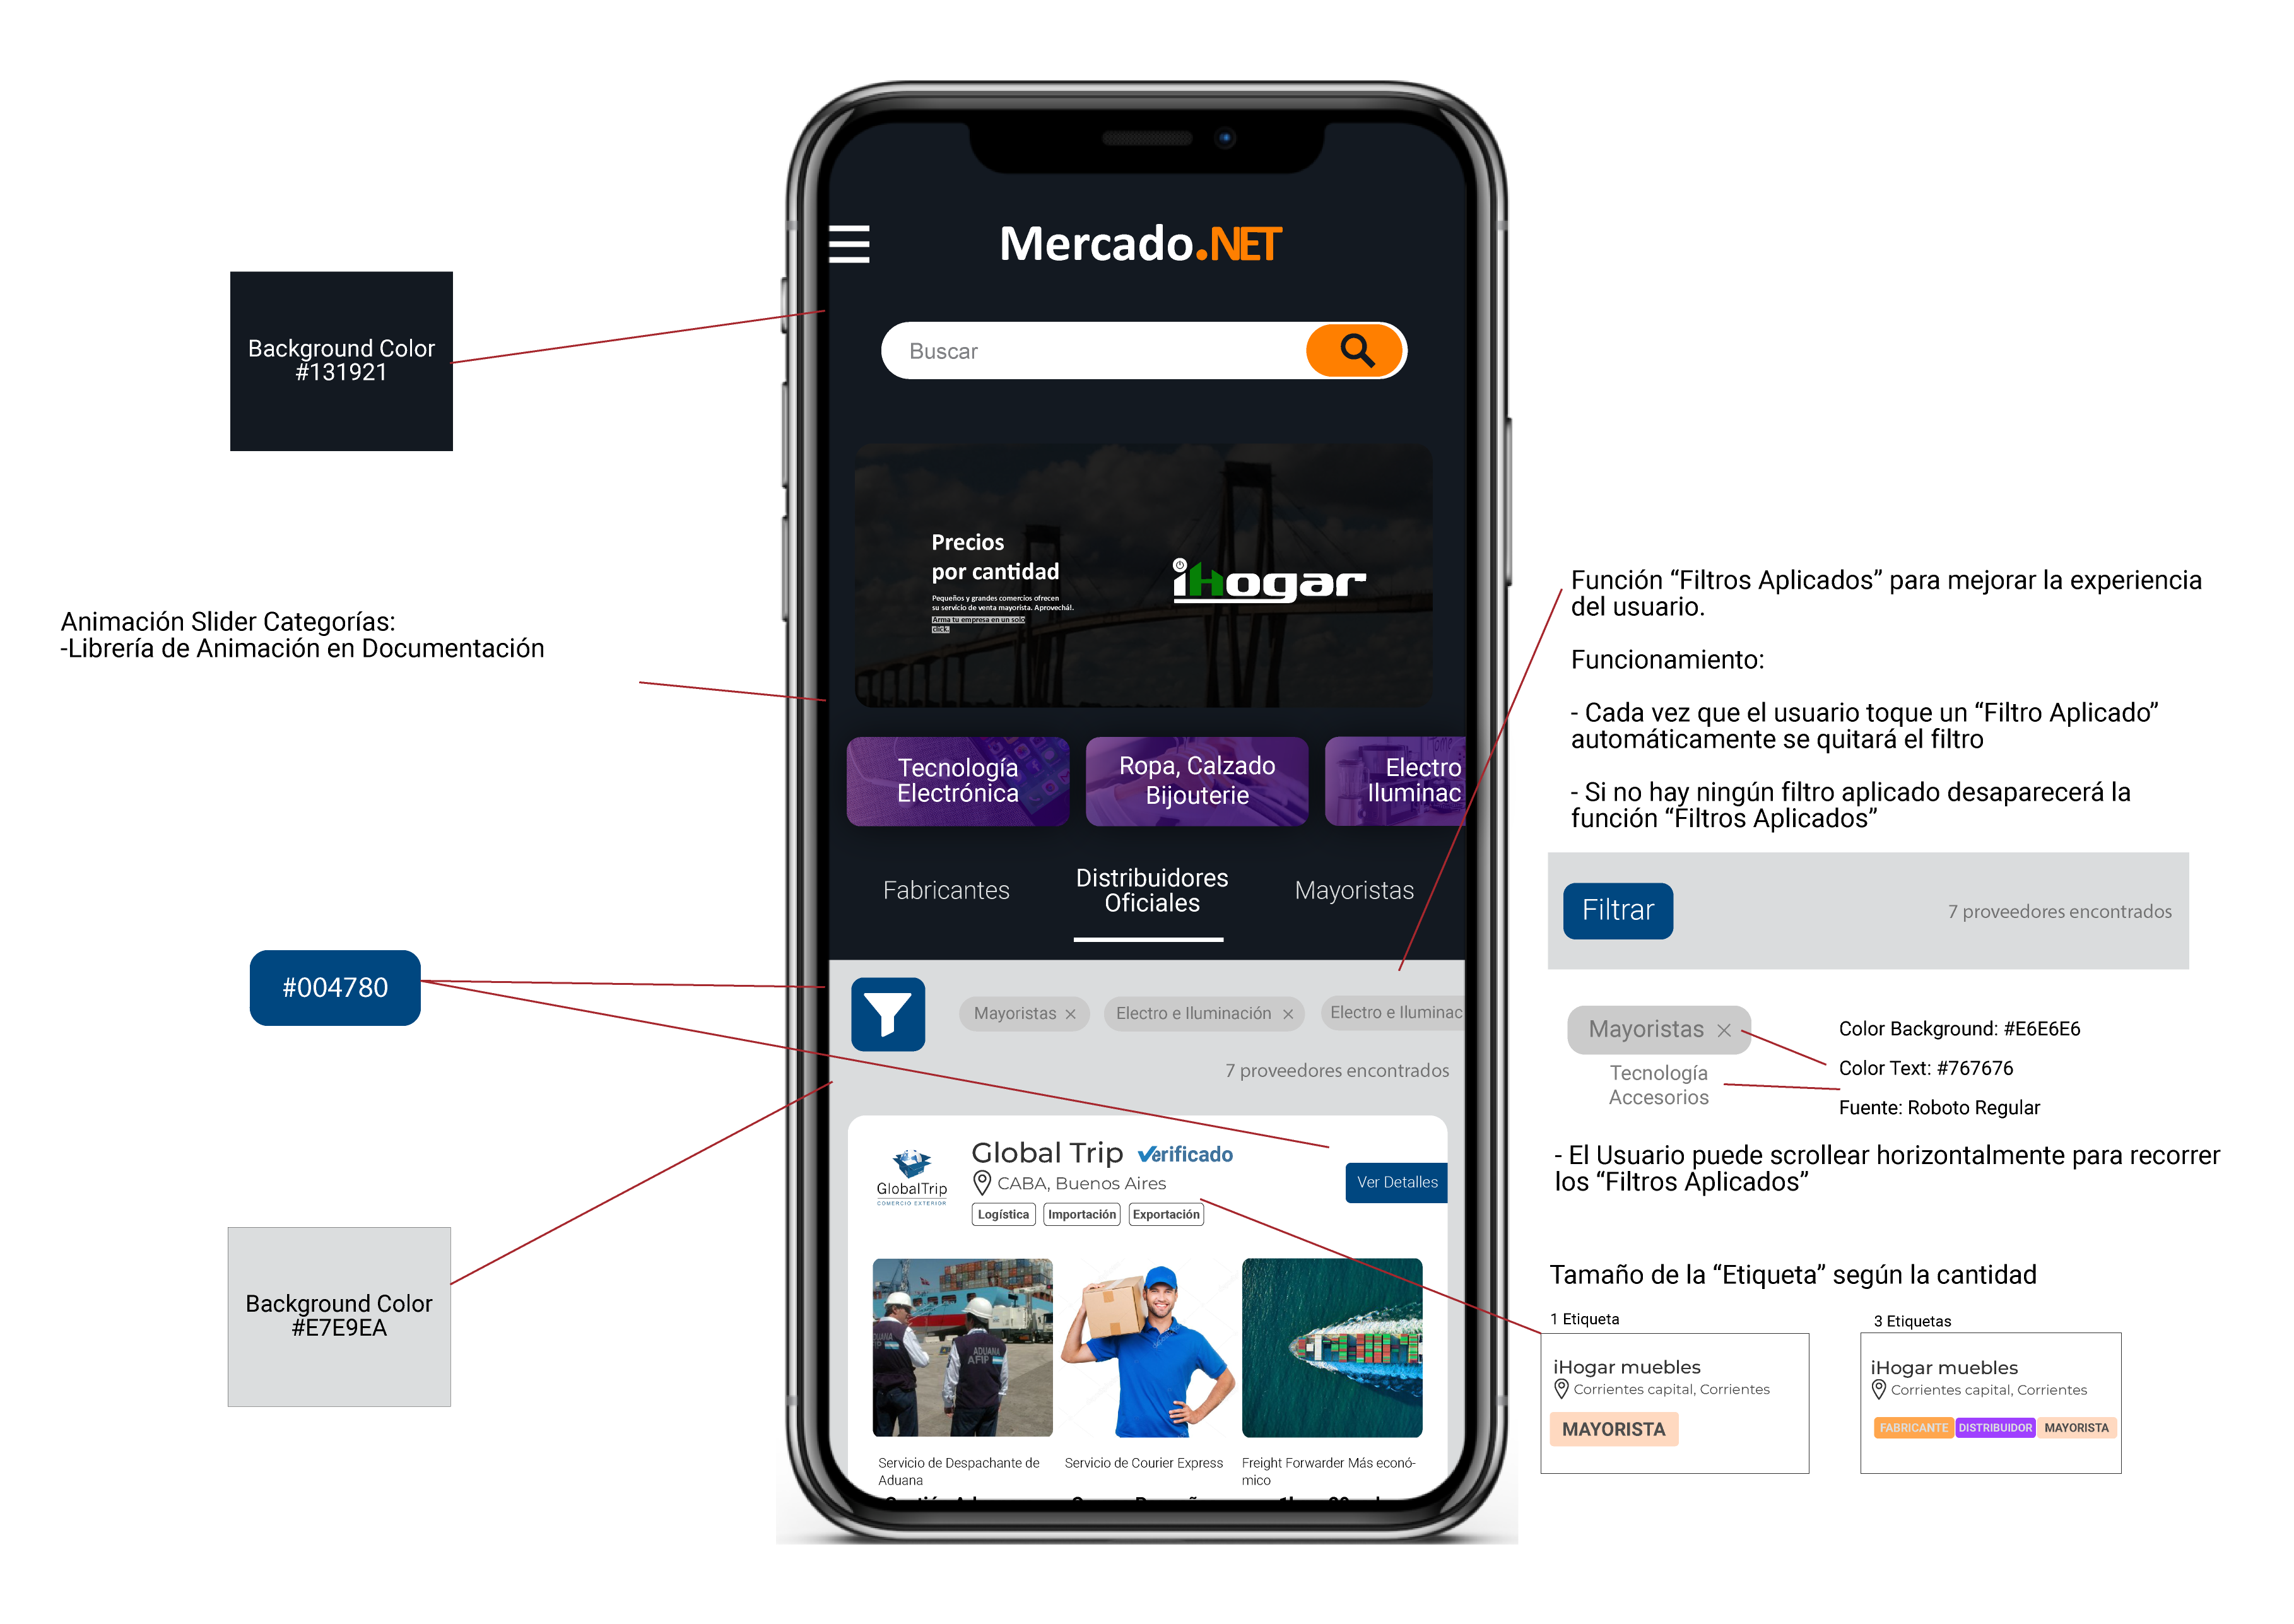 Background Color
#131921
Animación Slider Categorías:
-Librería de Animación en Documentación
#004780
Background Color
#E7E9EA
Mercado.NET
Buscar
Precios
por cantidad
Pequeños y grandes comercios ofrecen
su servicio de venta mayorista. Aprovechá!.
Arma tu empresa en un solo
click.
iHogar
Tecnología
Electrónica
Ropa, Calzado
Bijouterie
Electro
Iluminac
Fabricantes
Distribuidores
Oficiales
Mayoristas
Mayoristas ×
Electro e Iluminación ×
Electro e Iluminac
7 proveedores encontrados
GlobalTrip
COMERCIO EXTERIOR
Global Trip Verificado
CABA, Buenos Aires
Logística Importación Exportación
Ver Detalles
ADUANA
AFIP
Servicio de Despachante de
Aduana
Servicio de Courier Express
Freight Forwarder Más econó-
mico
Función “Filtros Aplicados” para mejorar la experiencia
del usuario.
Funcionamiento:
- Cada vez que el usuario toque un “Filtro Aplicado”
automáticamente se quitará el filtro
- Si no hay ningún filtro aplicado desaparecerá la
función “Filtros Aplicados”
Filtrar
7 proveedores encontrados
Mayoristas ×
Tecnología
Accesorios
Color Background: #E6E6E6
Color Text: #767676
Fuente: Roboto Regular
- El Usuario puede scrollear horizontalmente para recorrer
los “Filtros Aplicados”
Tamaño de la “Etiqueta” según la cantidad
1 Etiqueta
iHogar muebles
Corrientes capital, Corrientes
MAYORISTA
3 Etiquetas
iHogar muebles
Corrientes capital, Corrientes
FABRICANTE DISTRIBUIDOR MAYORISTA